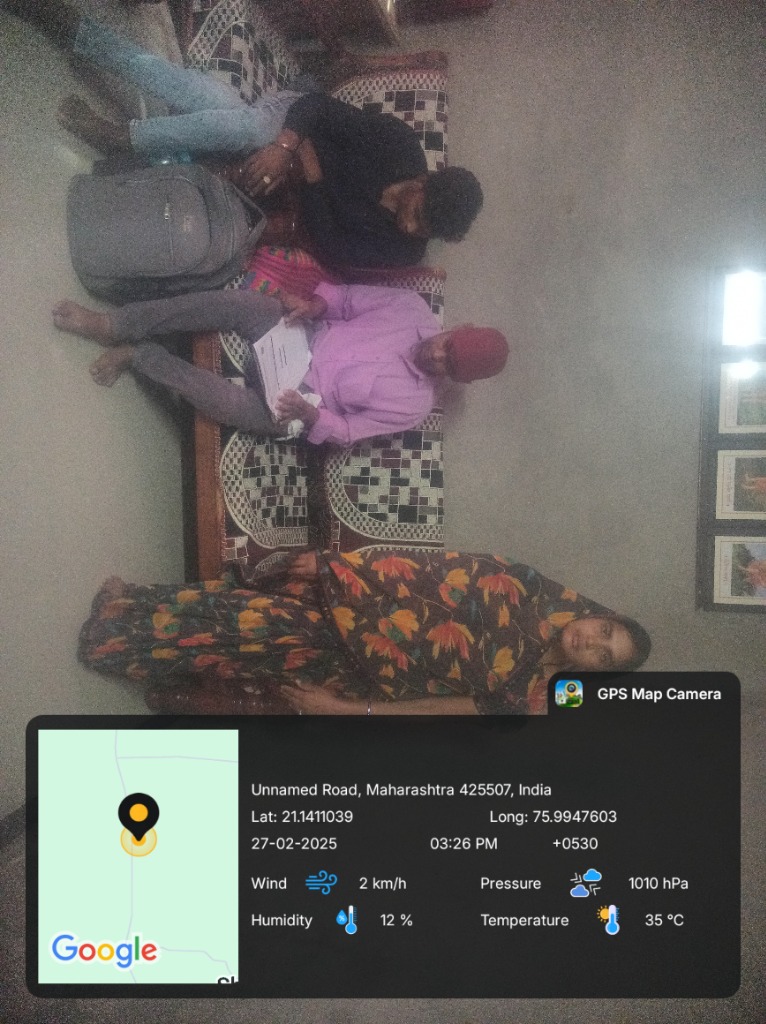 GPS Map Camera
Unnamed Road, Maharashtra 425507, India
Lat: 21.1411039 Long: 75.9947603
27-02-2025 03:26 PM +0530
Wind 2 km/h Pressure 1010 hPa
Humidity 12 % Temperature 35 °C
Google